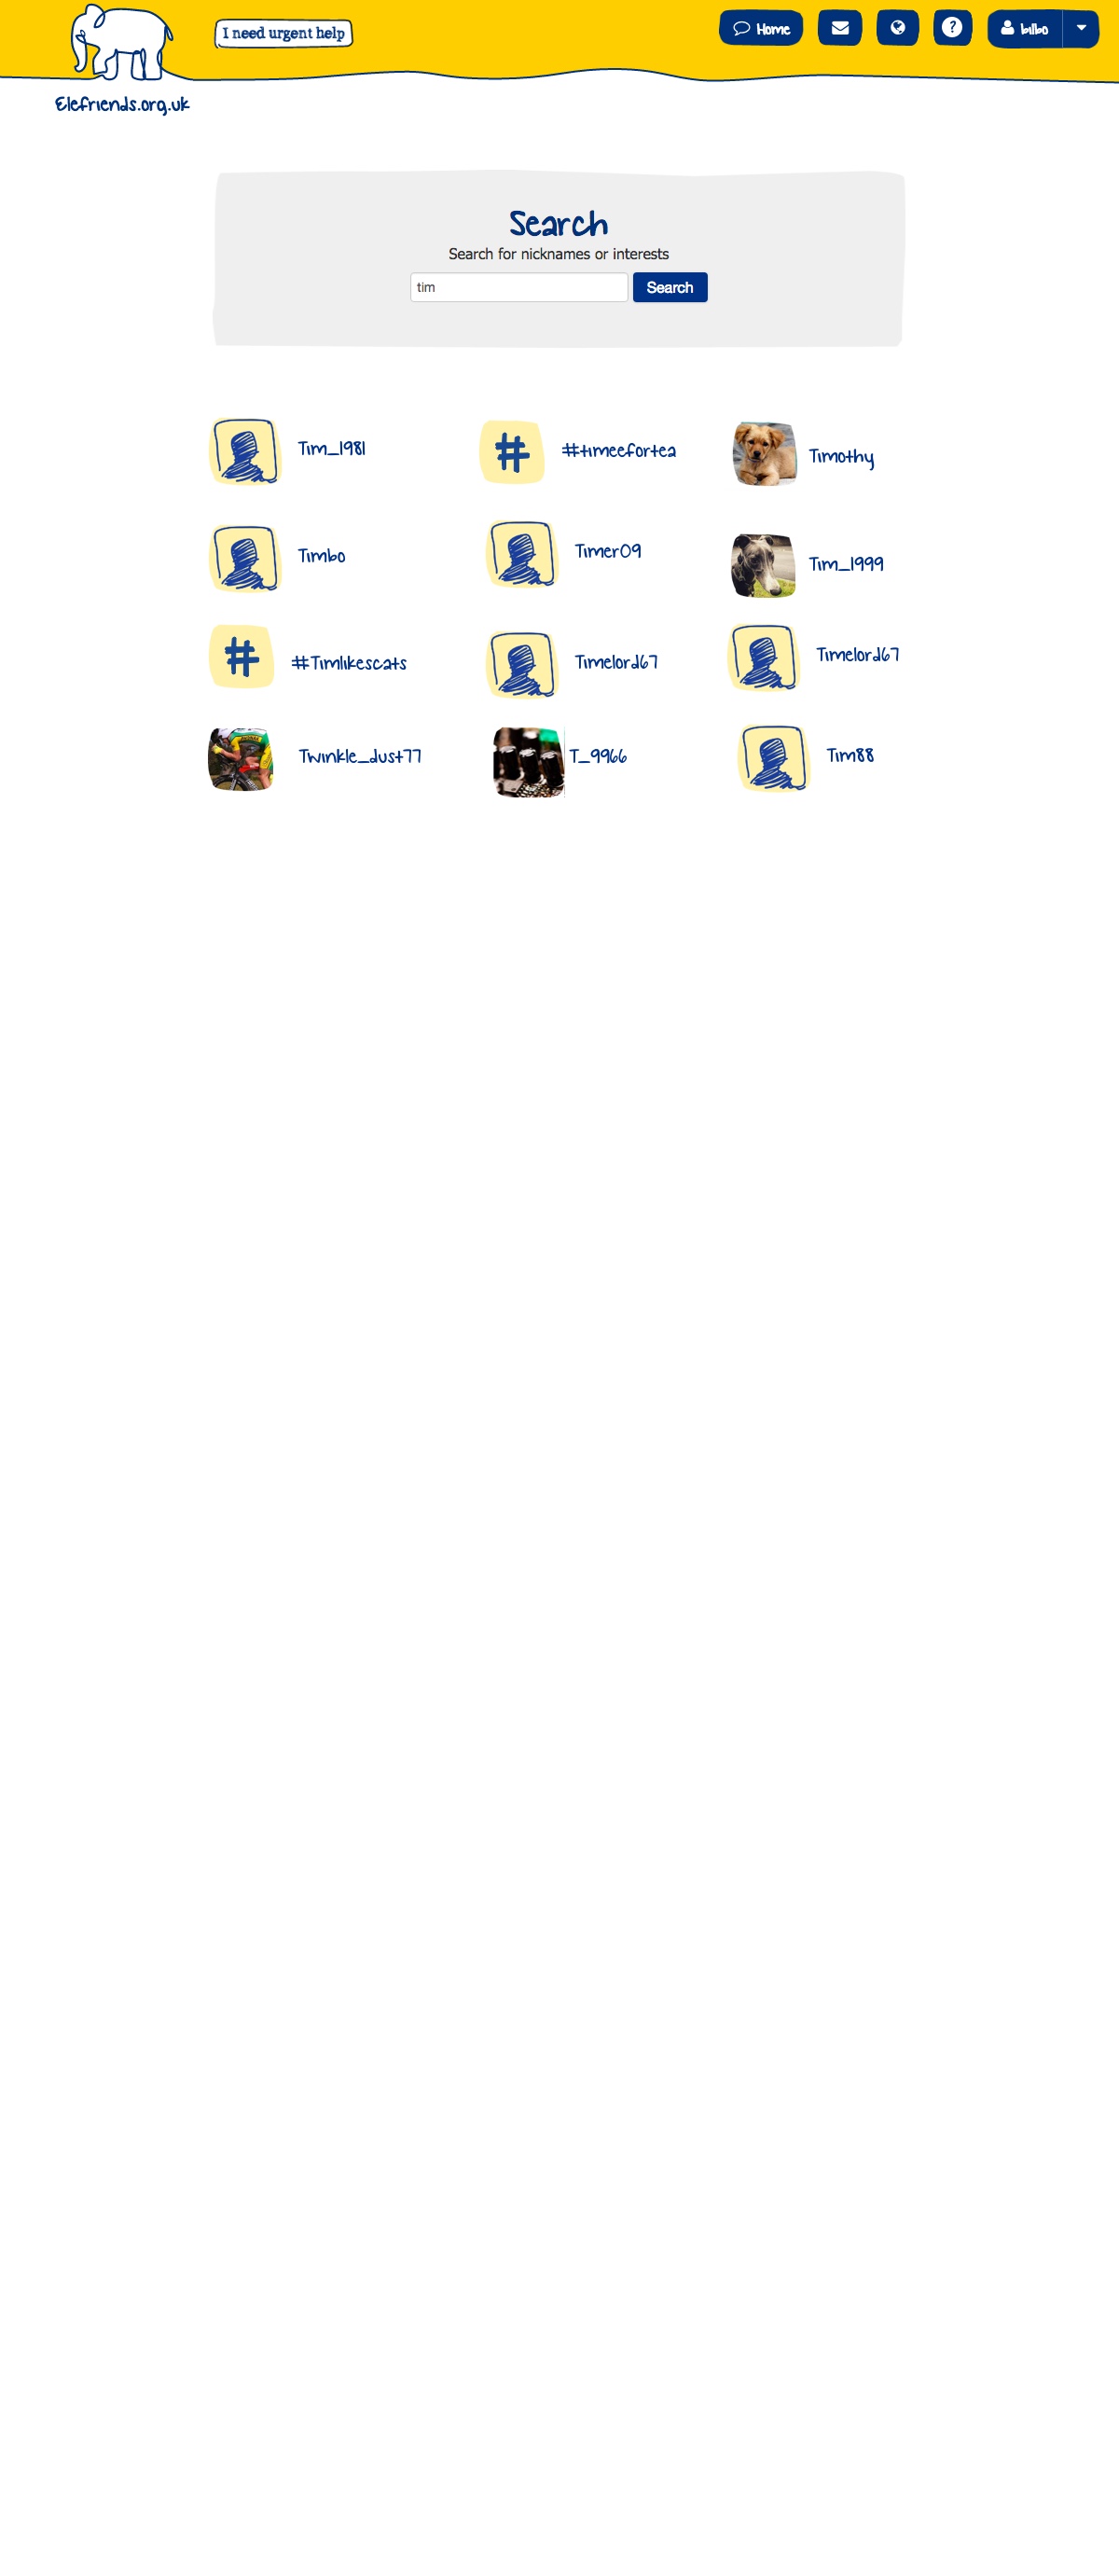 I need urgent help
Home
?
bilbo
Elefriends.org.uk
Search
Search for nicknames or interests
tim Search
Tim_1981 # #timeefortea Timothy
Timbo Timer09 Tim_1999
# #Timlikescats Timelord67 Timelord67
Twinkle_dust77 T_9966 Tim88